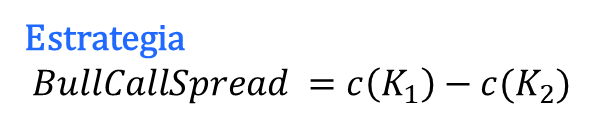 Estrategia
BullCallSpread = c(K₁) − c(K₂)